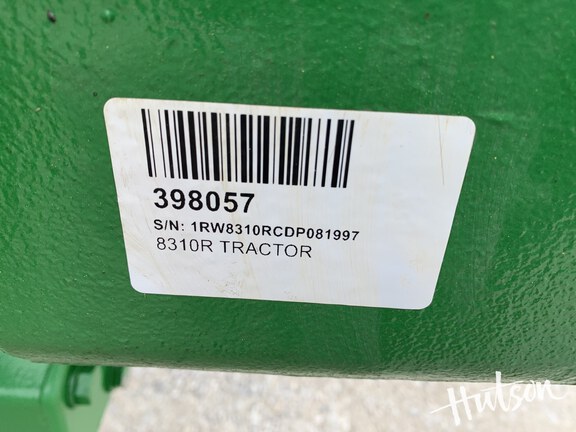 398057
S/N: 1RW8310RCDP081997
8310R TRACTOR
Hutson